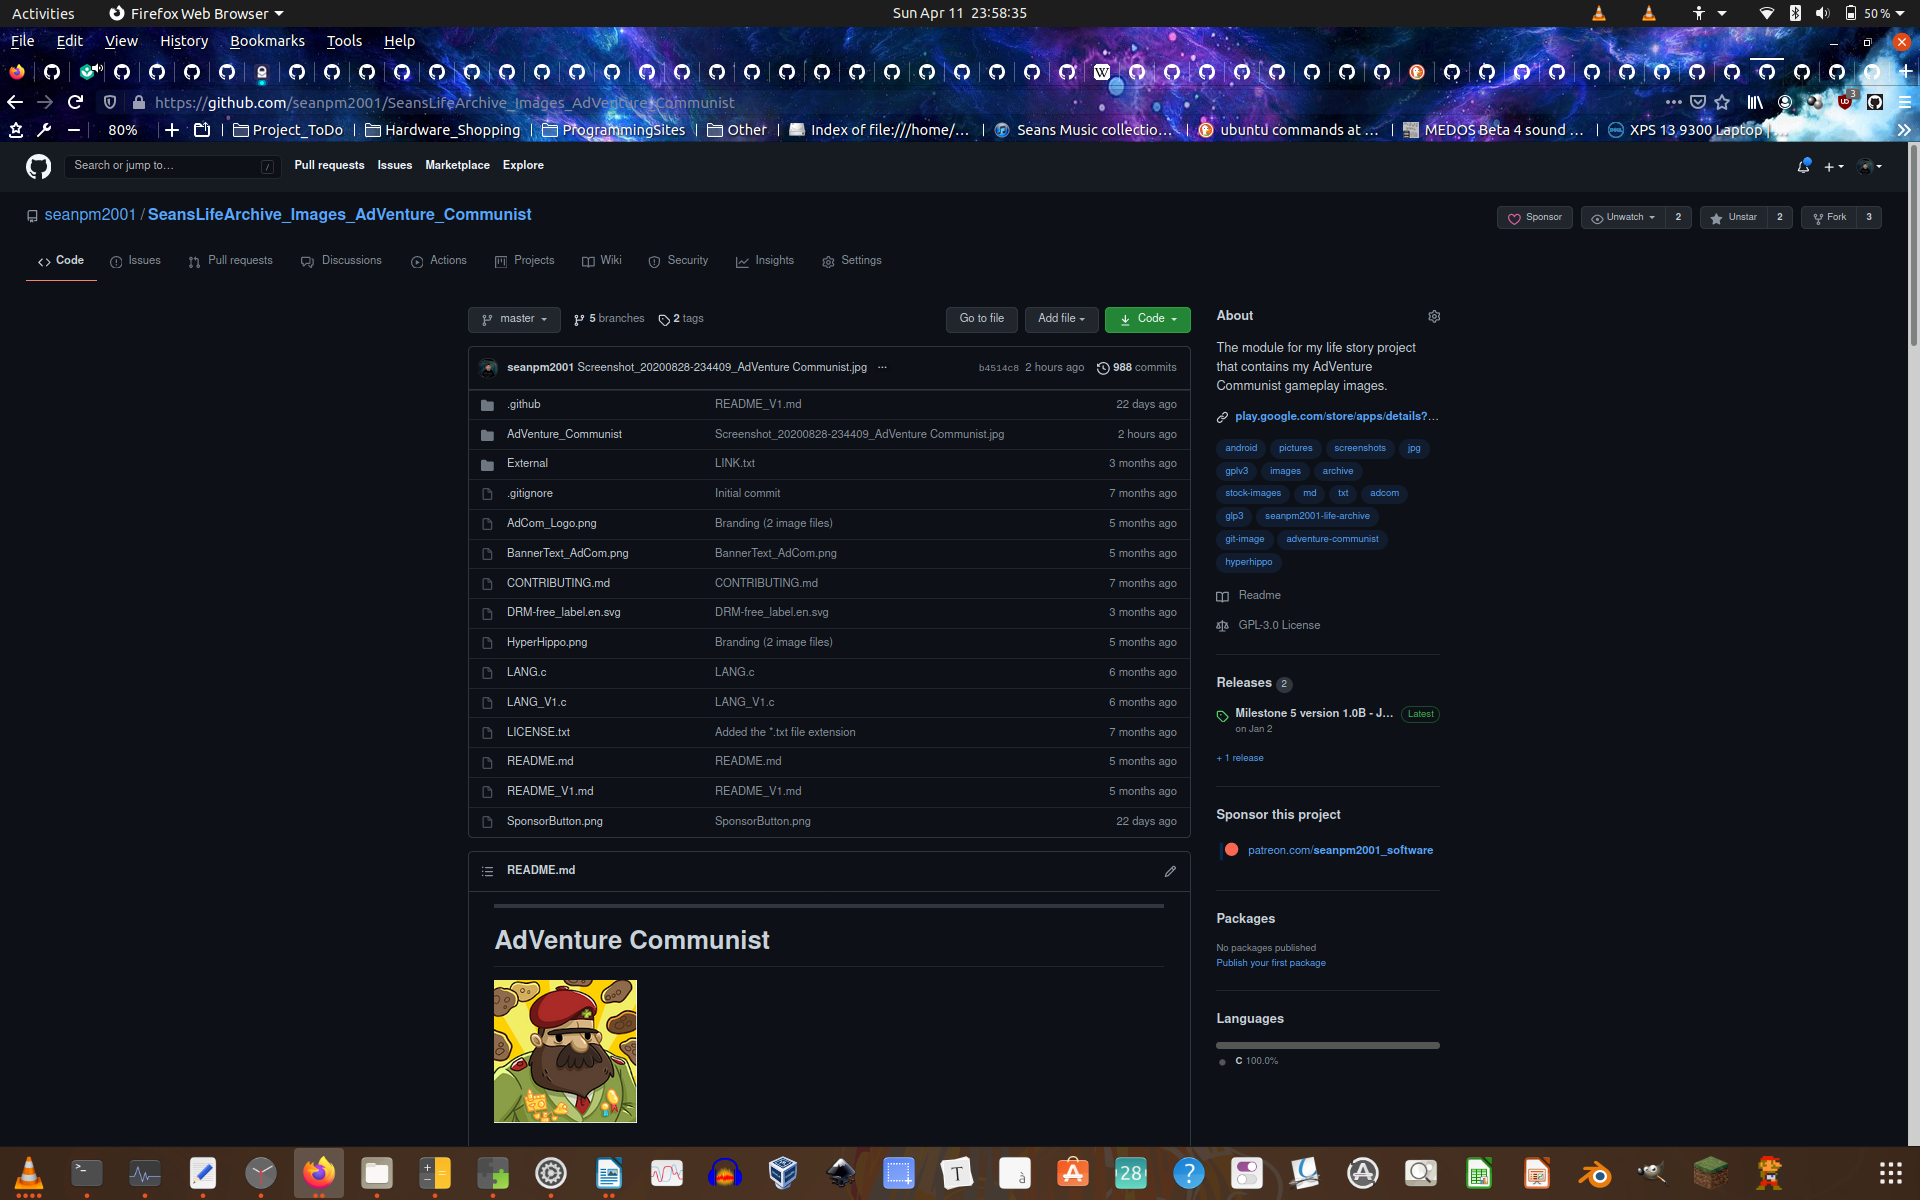 Activities Firefox Web Browser Sun Apr 11 23:58:35 50 %
File Edit View History Bookmarks Tools Help
https://github.com/seanpm2001/SeansLifeArchive_Images_AdVenture_Communist 3
80% Project_ToDo Hardware_Shopping ProgrammingSites Other Index of file:///home/... Seans Music collectio... ubuntu commands at ... MEDOS Beta 4 sound ... XPS 13 9300 Laptop
Search or jump to... / Pull requests Issues Marketplace Explore
seanpm2001 / SeansLifeArchive_Images_AdVenture_Communist Sponsor Unwatch 2 Unstar 2 Fork 3
Code Issues Pull requests Discussions Actions Projects Wiki Security Insights Settings
master 5 branches 2 tags Go to file Add file Code
seanpm2001 Screenshot_20200828-234409_AdVenture Communist.jpg ... b4514c8 2 hours ago 988 commits
.github README_V1.md 22 days ago
AdVenture_Communist Screenshot_20200828-234409_AdVenture Communist.jpg 2 hours ago
External LINK.txt 3 months ago
.gitignore Initial commit 7 months ago
AdCom_Logo.png Branding (2 image files) 5 months ago
BannerText_AdCom.png BannerText_AdCom.png 5 months ago
CONTRIBUTING.md CONTRIBUTING.md 7 months ago
DRM-free_label.en.svg DRM-free_label.en.svg 3 months ago
HyperHippo.png Branding (2 image files) 5 months ago
LANG.c LANG.c 6 months ago
LANG_V1.c LANG_V1.c 6 months ago
LICENSE.txt Added the *.txt file extension 7 months ago
README.md README.md 5 months ago
README_V1.md README_V1.md 5 months ago
SponsorButton.png SponsorButton.png 22 days ago
README.md
AdVenture Communist
About
The module for my life story project
that contains my AdVenture
Communist gameplay images.
play.google.com/store/apps/details?...
android pictures screenshots jpg
gplv3 images archive
stock-images md txt adcom
glp3 seanpm2001-life-archive
git-image adventure-communist
hyperhippo
Readme
GPL-3.0 License
Releases 2
Milestone 5 version 1.0B - J... Latest
on Jan 2
+ 1 release
Sponsor this project
patreon.com/seanpm2001_software
Packages
No packages published
Publish your first package
Languages
C 100.0%